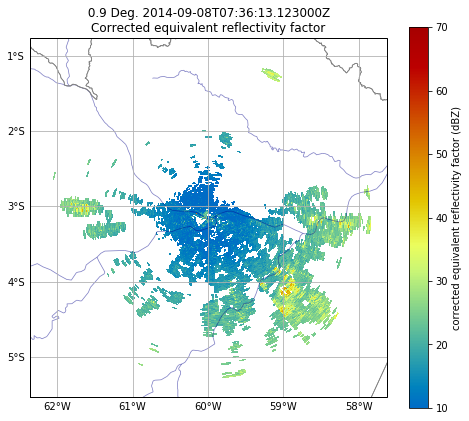 0.9 Deg. 2014-09-08T07:36:13.123000Z
Corrected equivalent reflectivity factor
1°S
2°S
3°S
4°S
5°S
62°W
61°W
60°W
59°W
58°W
70
60
50
40
30
20
10
corrected equivalent reflectivity factor (dBZ)